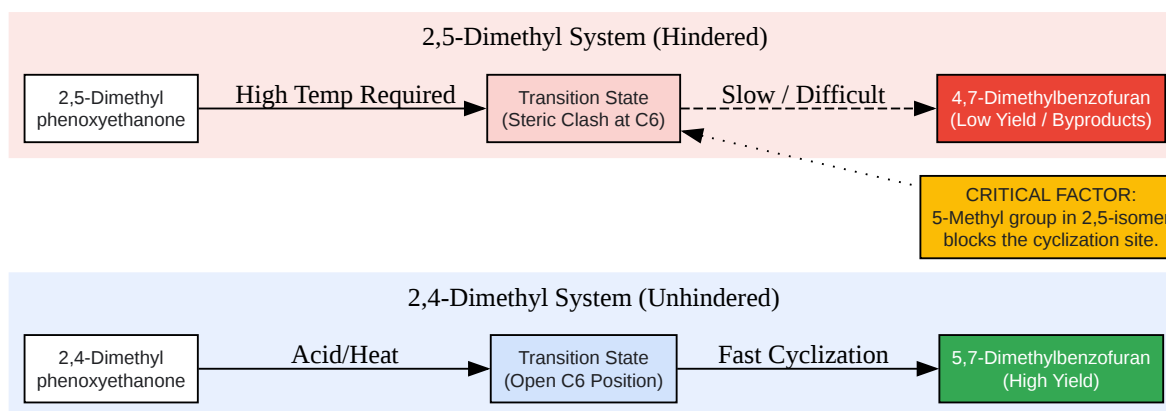 2,5-Dimethyl System (Hindered)
2,5-Dimethyl
phenoxyethanone
High Temp Required
Transition State
(Steric Clash at C6)
Slow / Difficult
4,7-Dimethylbenzofuran
(Low Yield / Byproducts)
CRITICAL FACTOR:
5-Methyl group in 2,5-isomer
blocks the cyclization site.
2,4-Dimethyl System (Unhindered)
2,4-Dimethyl
phenoxyethanone
Acid/Heat
Transition State
(Open C6 Position)
Fast Cyclization
5,7-Dimethylbenzofuran
(High Yield)